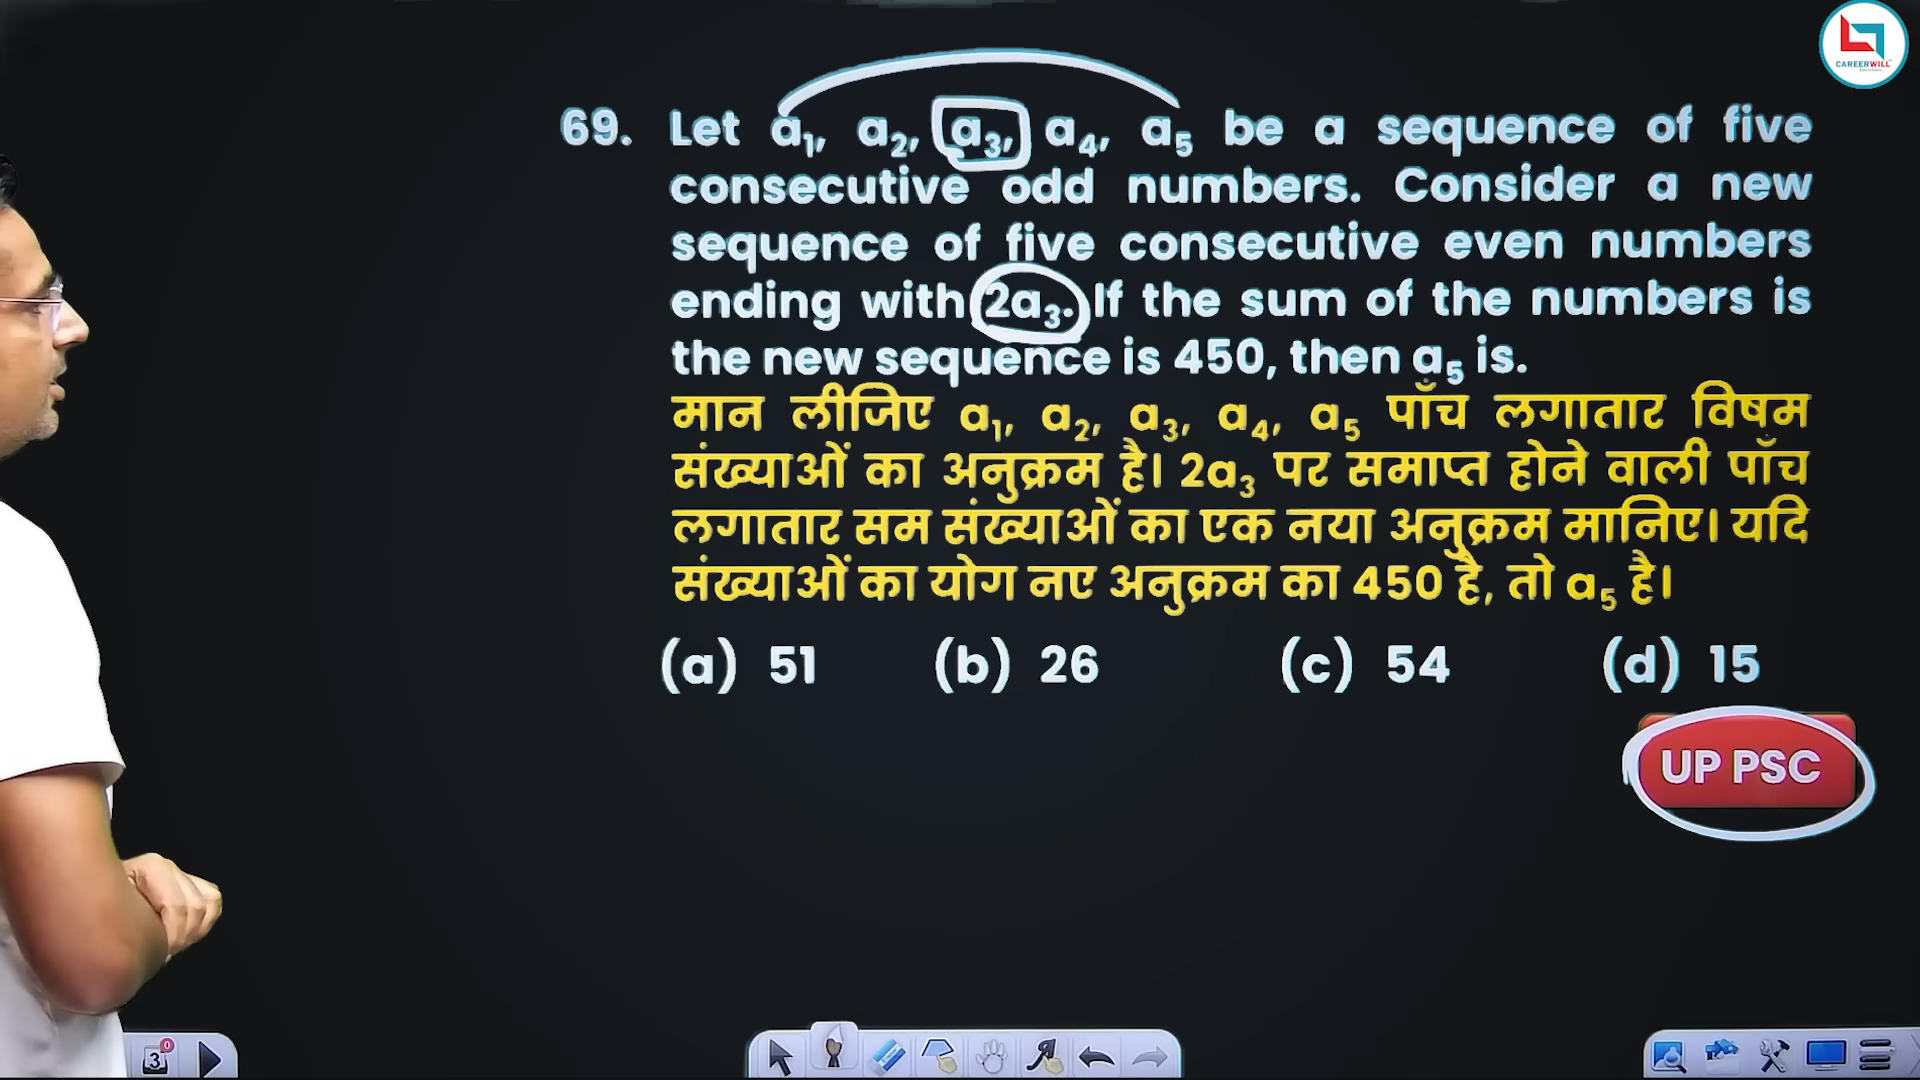 CAREERWILL
69. Let a₁, a₂, a₃, a₄, a₅ be a sequence of five
consecutive odd numbers. Consider a new
sequence of five consecutive even numbers
ending with 2a₃. If the sum of the numbers is
the new sequence is 450, then a₅ is.
मान लीजिए a₁, a₂, a₃, a₄, a₅ पाँच लगातार विषम
संख्याओं का अनुक्रम है। 2a₃ पर समाप्त होने वाली पाँच
लगातार सम संख्याओं का एक नया अनुक्रम मानिए। यदि
संख्याओं का योग नए अनुक्रम का 450 है, तो a₅ है।
(a) 51 (b) 26 (c) 54 (d) 15
UP PSC
3 0